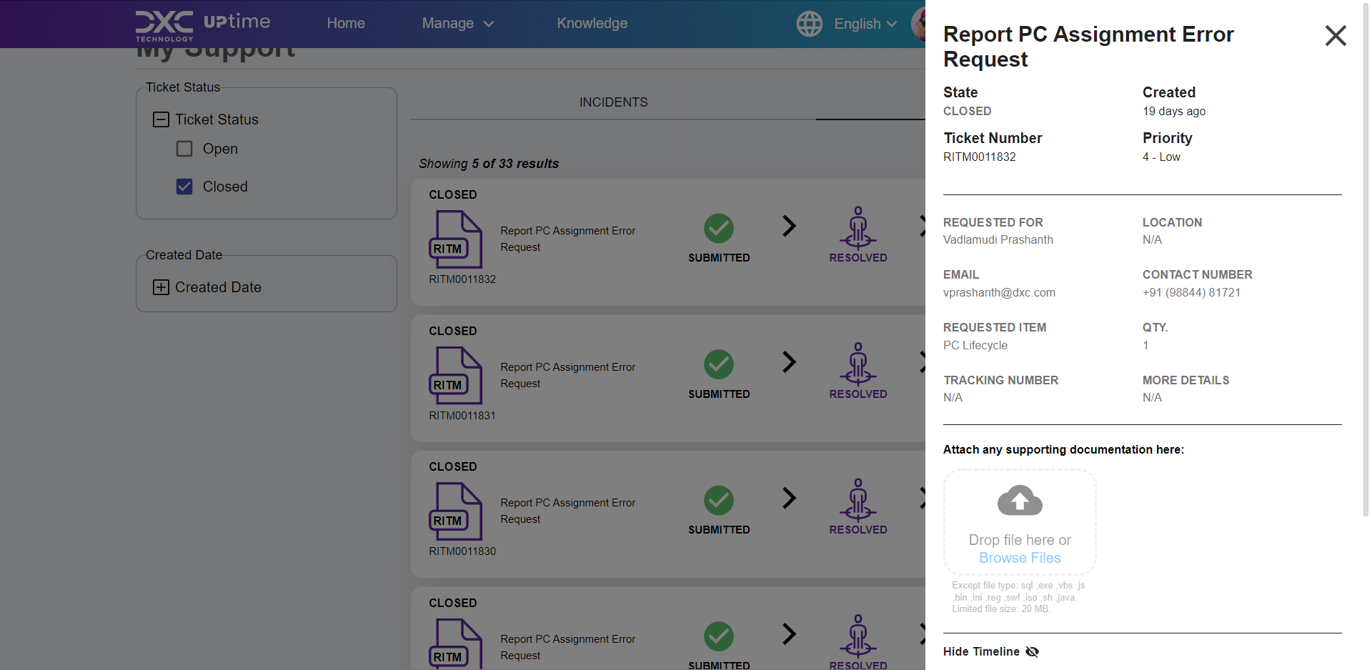 DXC TECHNOLOGY
UPtime
Home
Manage
Knowledge
English
My Support
Ticket Status
Ticket Status
Open
Closed
Created Date
Created Date
INCIDENTS
Showing 5 of 33 results
CLOSED
RITM
Report PC Assignment Error
Request
SUBMITTED
RESOLVED
RITM0011832
CLOSED
RITM
Report PC Assignment Error
Request
SUBMITTED
RESOLVED
RITM0011831
CLOSED
RITM
Report PC Assignment Error
Request
SUBMITTED
RESOLVED
RITM0011830
CLOSED
RITM
Report PC Assignment Error
Request
SUBMITTED
RESOLVED
Report PC Assignment Error
Request
State
Created
CLOSED
19 days ago
Ticket Number
Priority
RITM0011832
4 - Low
REQUESTED FOR
LOCATION
Vadlamudi Prashanth
N/A
EMAIL
CONTACT NUMBER
vprashanth@dxc.com
+91 (98844) 81721
REQUESTED ITEM
QTY.
PC Lifecycle
1
TRACKING NUMBER
MORE DETAILS
N/A
N/A
Attach any supporting documentation here:
Drop file here or
Browse Files
Except file type: sql ,exe ,vbs ,js
,bin ,ini ,reg ,swf ,iso ,sh ,java.
Limited file size: 20 MB.
Hide Timeline